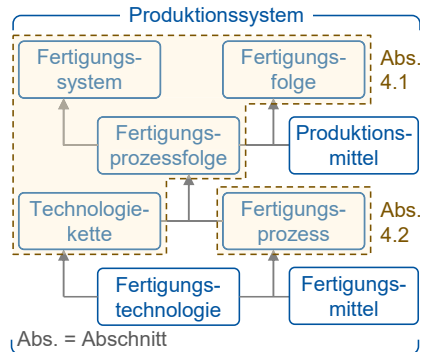 Produktionssystem
Fertigungs-
system
Fertigungs-
folge
Abs.
4.1
Fertigungs-
prozessfolge
Produktions-
mittel
Technologie-
kette
Fertigungs-
prozess
Abs.
4.2
Fertigungs-
technologie
Fertigungs-
mittel
Abs. = Abschnitt